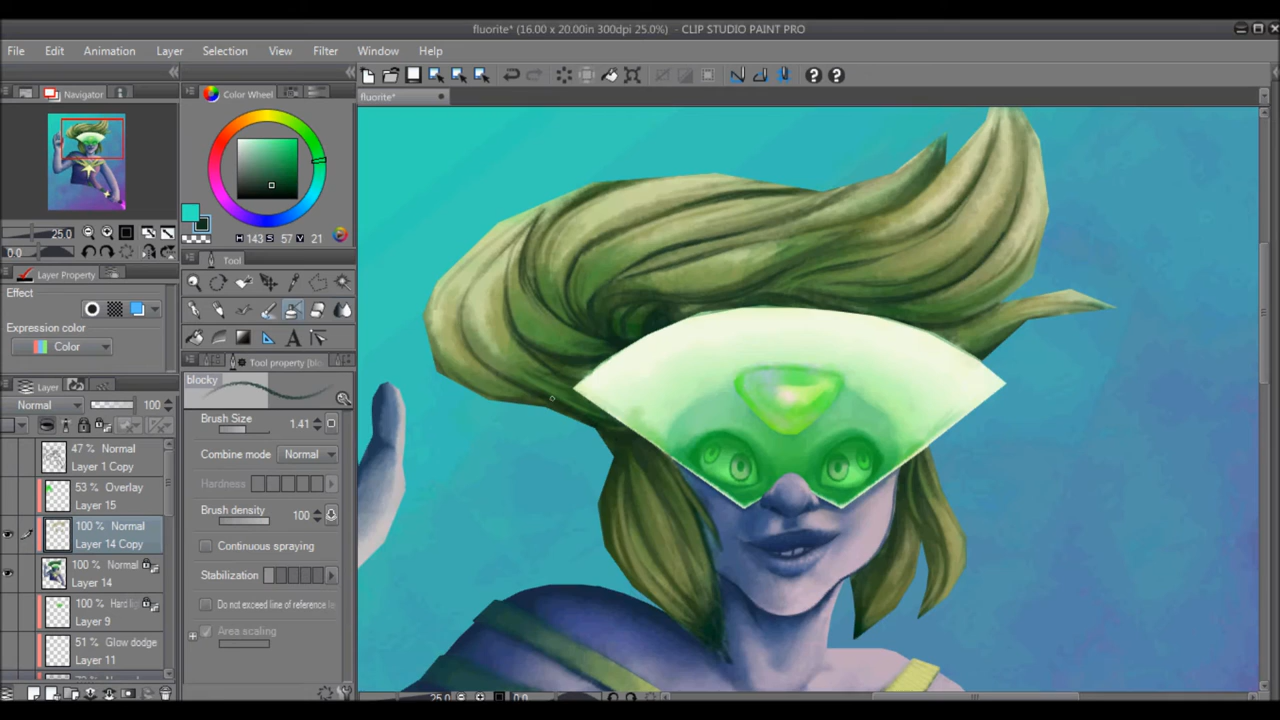 fluorite* (16.00 x 20.00in 300dpi 25.0%) - CLIP STUDIO PAINT PRO
File Edit Animation Layer Selection View Filter Window Help
Navigator
Color Wheel
fluorite*
25.0
0.0
H 143 S 57 V 21
Layer Property
Tool
Effect
Expression color
Color
Tool property (blo
blocky
Layer
Normal 100
Brush Size 1.41
Combine mode Normal
Hardness
Brush density 100
Continuous spraying
Stabilization
Do not exceed line of reference
Area scaling
47 % Normal
Layer 1 Copy
53 % Overlay
Layer 15
100 % Normal
Layer 14 Copy
100 % Normal
Layer 14
100 % Hard li
Layer 9
51 % Glow dodge
Layer 11
25.0
0.0